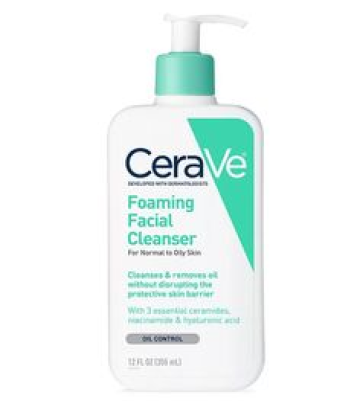 CeraVe
DEVELOPED WITH DERMATOLOGISTS
Foaming
Facial
Cleanser
For Normal to Oily Skin
Cleanses & removes oil
without disrupting the
protective skin barrier
With 3 essential ceramides,
niacinamide & hyaluronic acid
OIL CONTROL
12 FL OZ (355 mL)